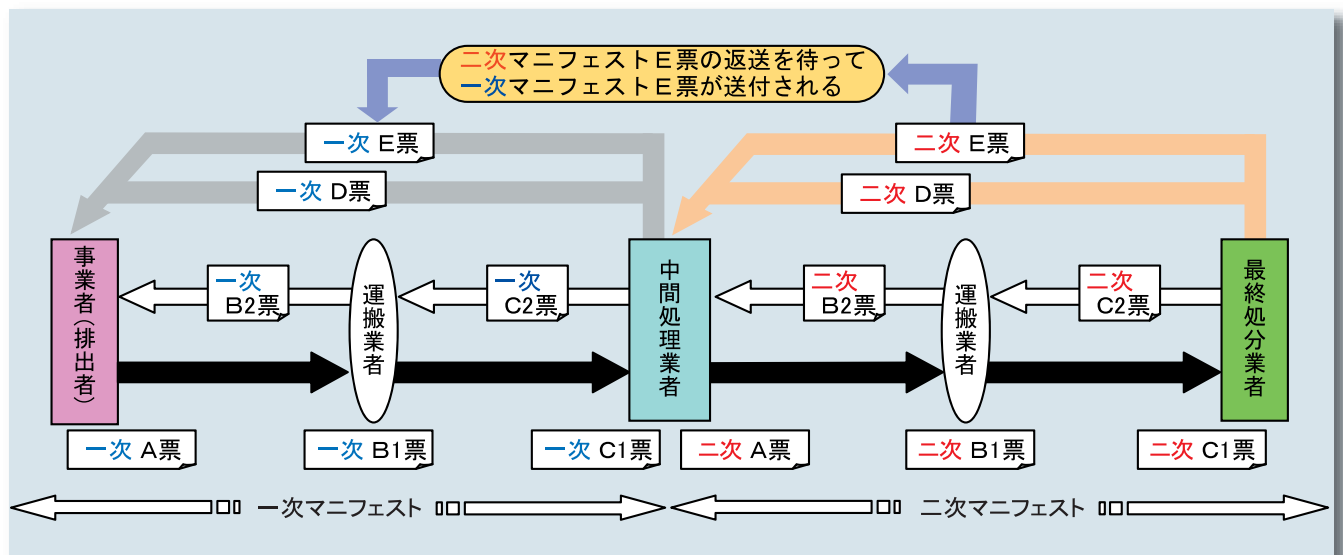 二次マニフェストE票の返送を待って
一次マニフェストE票が送付される
一次 E票
二次 E票
一次 D票
二次 D票
事業者(排出者)
一次
B2票
運搬業者
一次
C2票
中間処理業者
二次
B2票
運搬業者
二次
C2票
最終処分業者
一次 A票
一次 B1票
一次 C1票
二次 A票
二次 B1票
二次 C1票
一次マニフェスト
二次マニフェスト